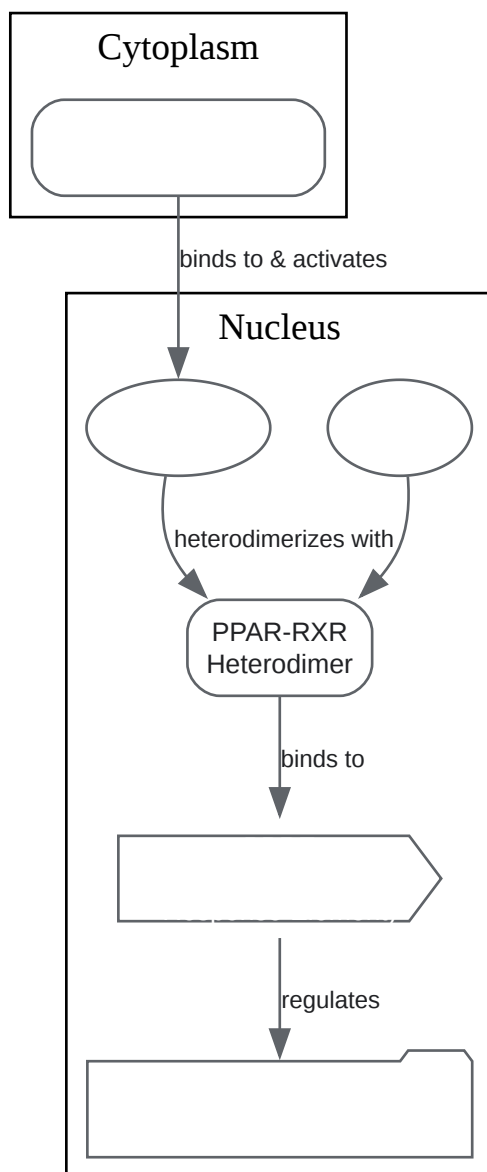 Cytoplasm
binds to & activates
Nucleus
heterodimerizes with
PPAR-RXR
Heterodimer
binds to
regulates